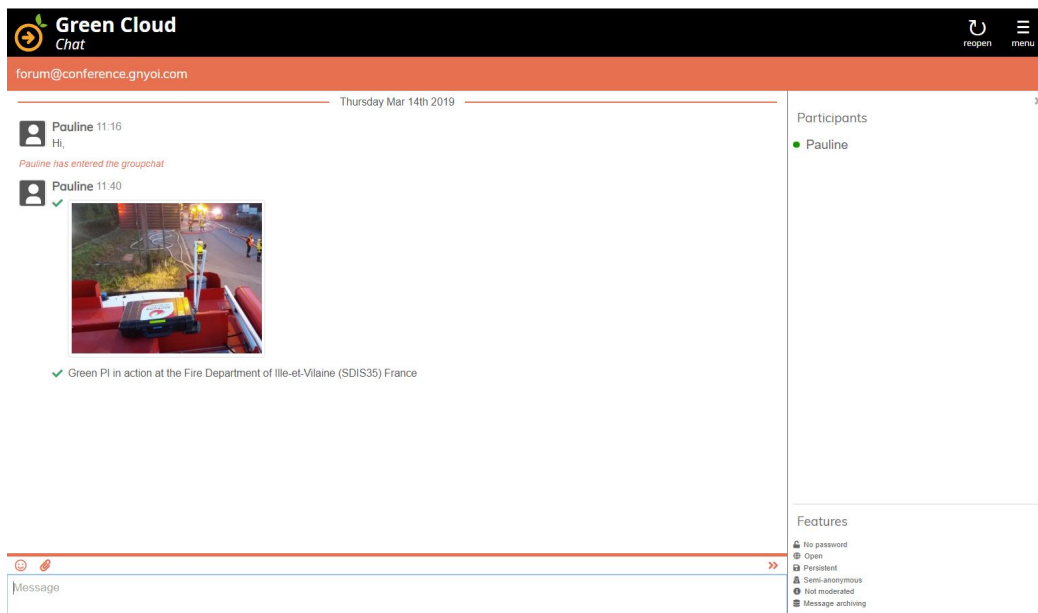 Green Cloud
Chat
reopen
menu
forum@conference.gnyoi.com
Thursday Mar 14th 2019
Pauline 11:16
Hi,
Pauline has entered the groupchat
Pauline 11:40
Green PI in action at the Fire Department of Ille-et-Vilaine (SDIS35) France
Message
Participants
Pauline
Features
No password
Open
Persistent
Semi-anonymous
Not moderated
Message archiving